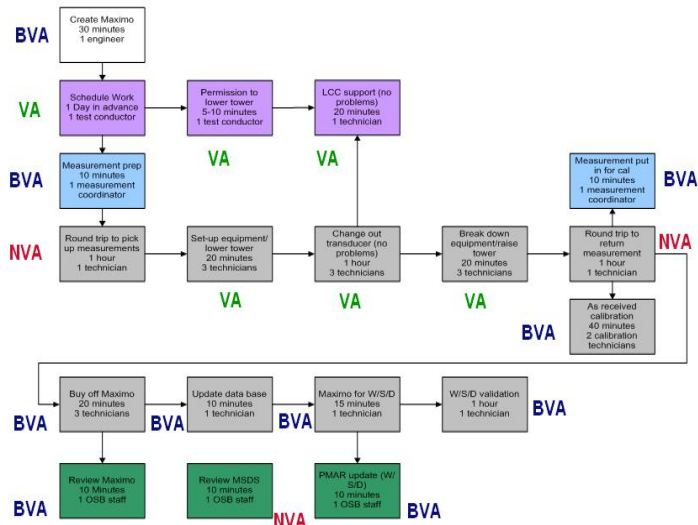 BVA
Create Maximo
30 minutes
1 engineer
VA
Schedule Work
1 Day in advance
1 test conductor
Permission to
lower tower
5-10 minutes
1 test conductor
VA
LCC support (no
problems)
20 minutes
1 technician
VA
BVA
Measurement prep
10 minutes
1 measurement
coordinator
Measurement put
in for cal
10 minutes
1 measurement
coordinator
BVA
NVA
Round trip to pick
up measurements
1 hour
1 technician
Set-up equipment/
lower tower
20 minutes
3 technicians
VA
Change out
transducer (no
problems)
1 hour
3 technicians
VA
Break down
equipment/raise
tower
20 minutes
3 technicians
VA
Round trip to
return
measurement
1 hour
1 technician
NVA
BVA
As received
calibration
40 minutes
2 calibration
technicians
BVA
Buy off Maximo
20 minutes
3 technicians
BVA
Update data base
10 minutes
1 technician
BVA
Maximo for W/S/D
15 minutes
1 technician
W/S/D validation
1 hour
1 technician
BVA
BVA
Review Maximo
10 Minutes
1 OSB staff
Review MSDS
10 minutes
1 OSB staff
NVA
PMAR update (W/
S/D)
10 minutes
1 OSB staff
BVA